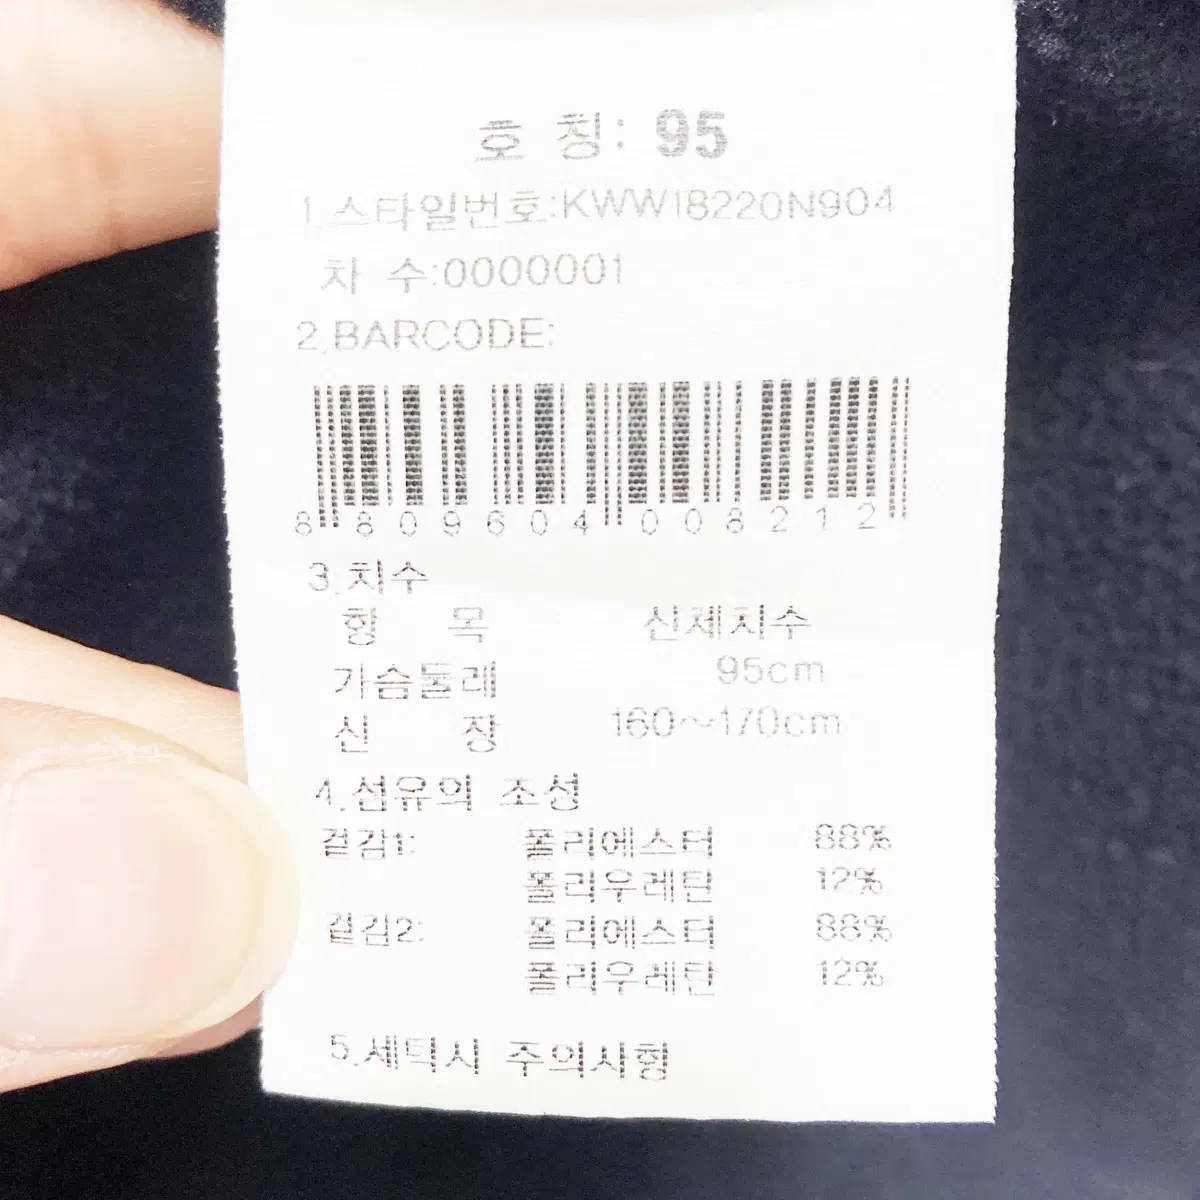 호 칭: 95
1.스타일번호:KWW18220N904
차 수:0000001
2.BARCODE:
8 809604 008212
3.치수
항 목 신체치수
가슴둘레 95cm
신 장 160~170cm
4.섬유의 조성
겉감1: 폴리에스터 88%
폴리우레탄 12%
겉감2: 폴리에스터 88%
폴리우레탄 12%
5.세탁시 주의사항